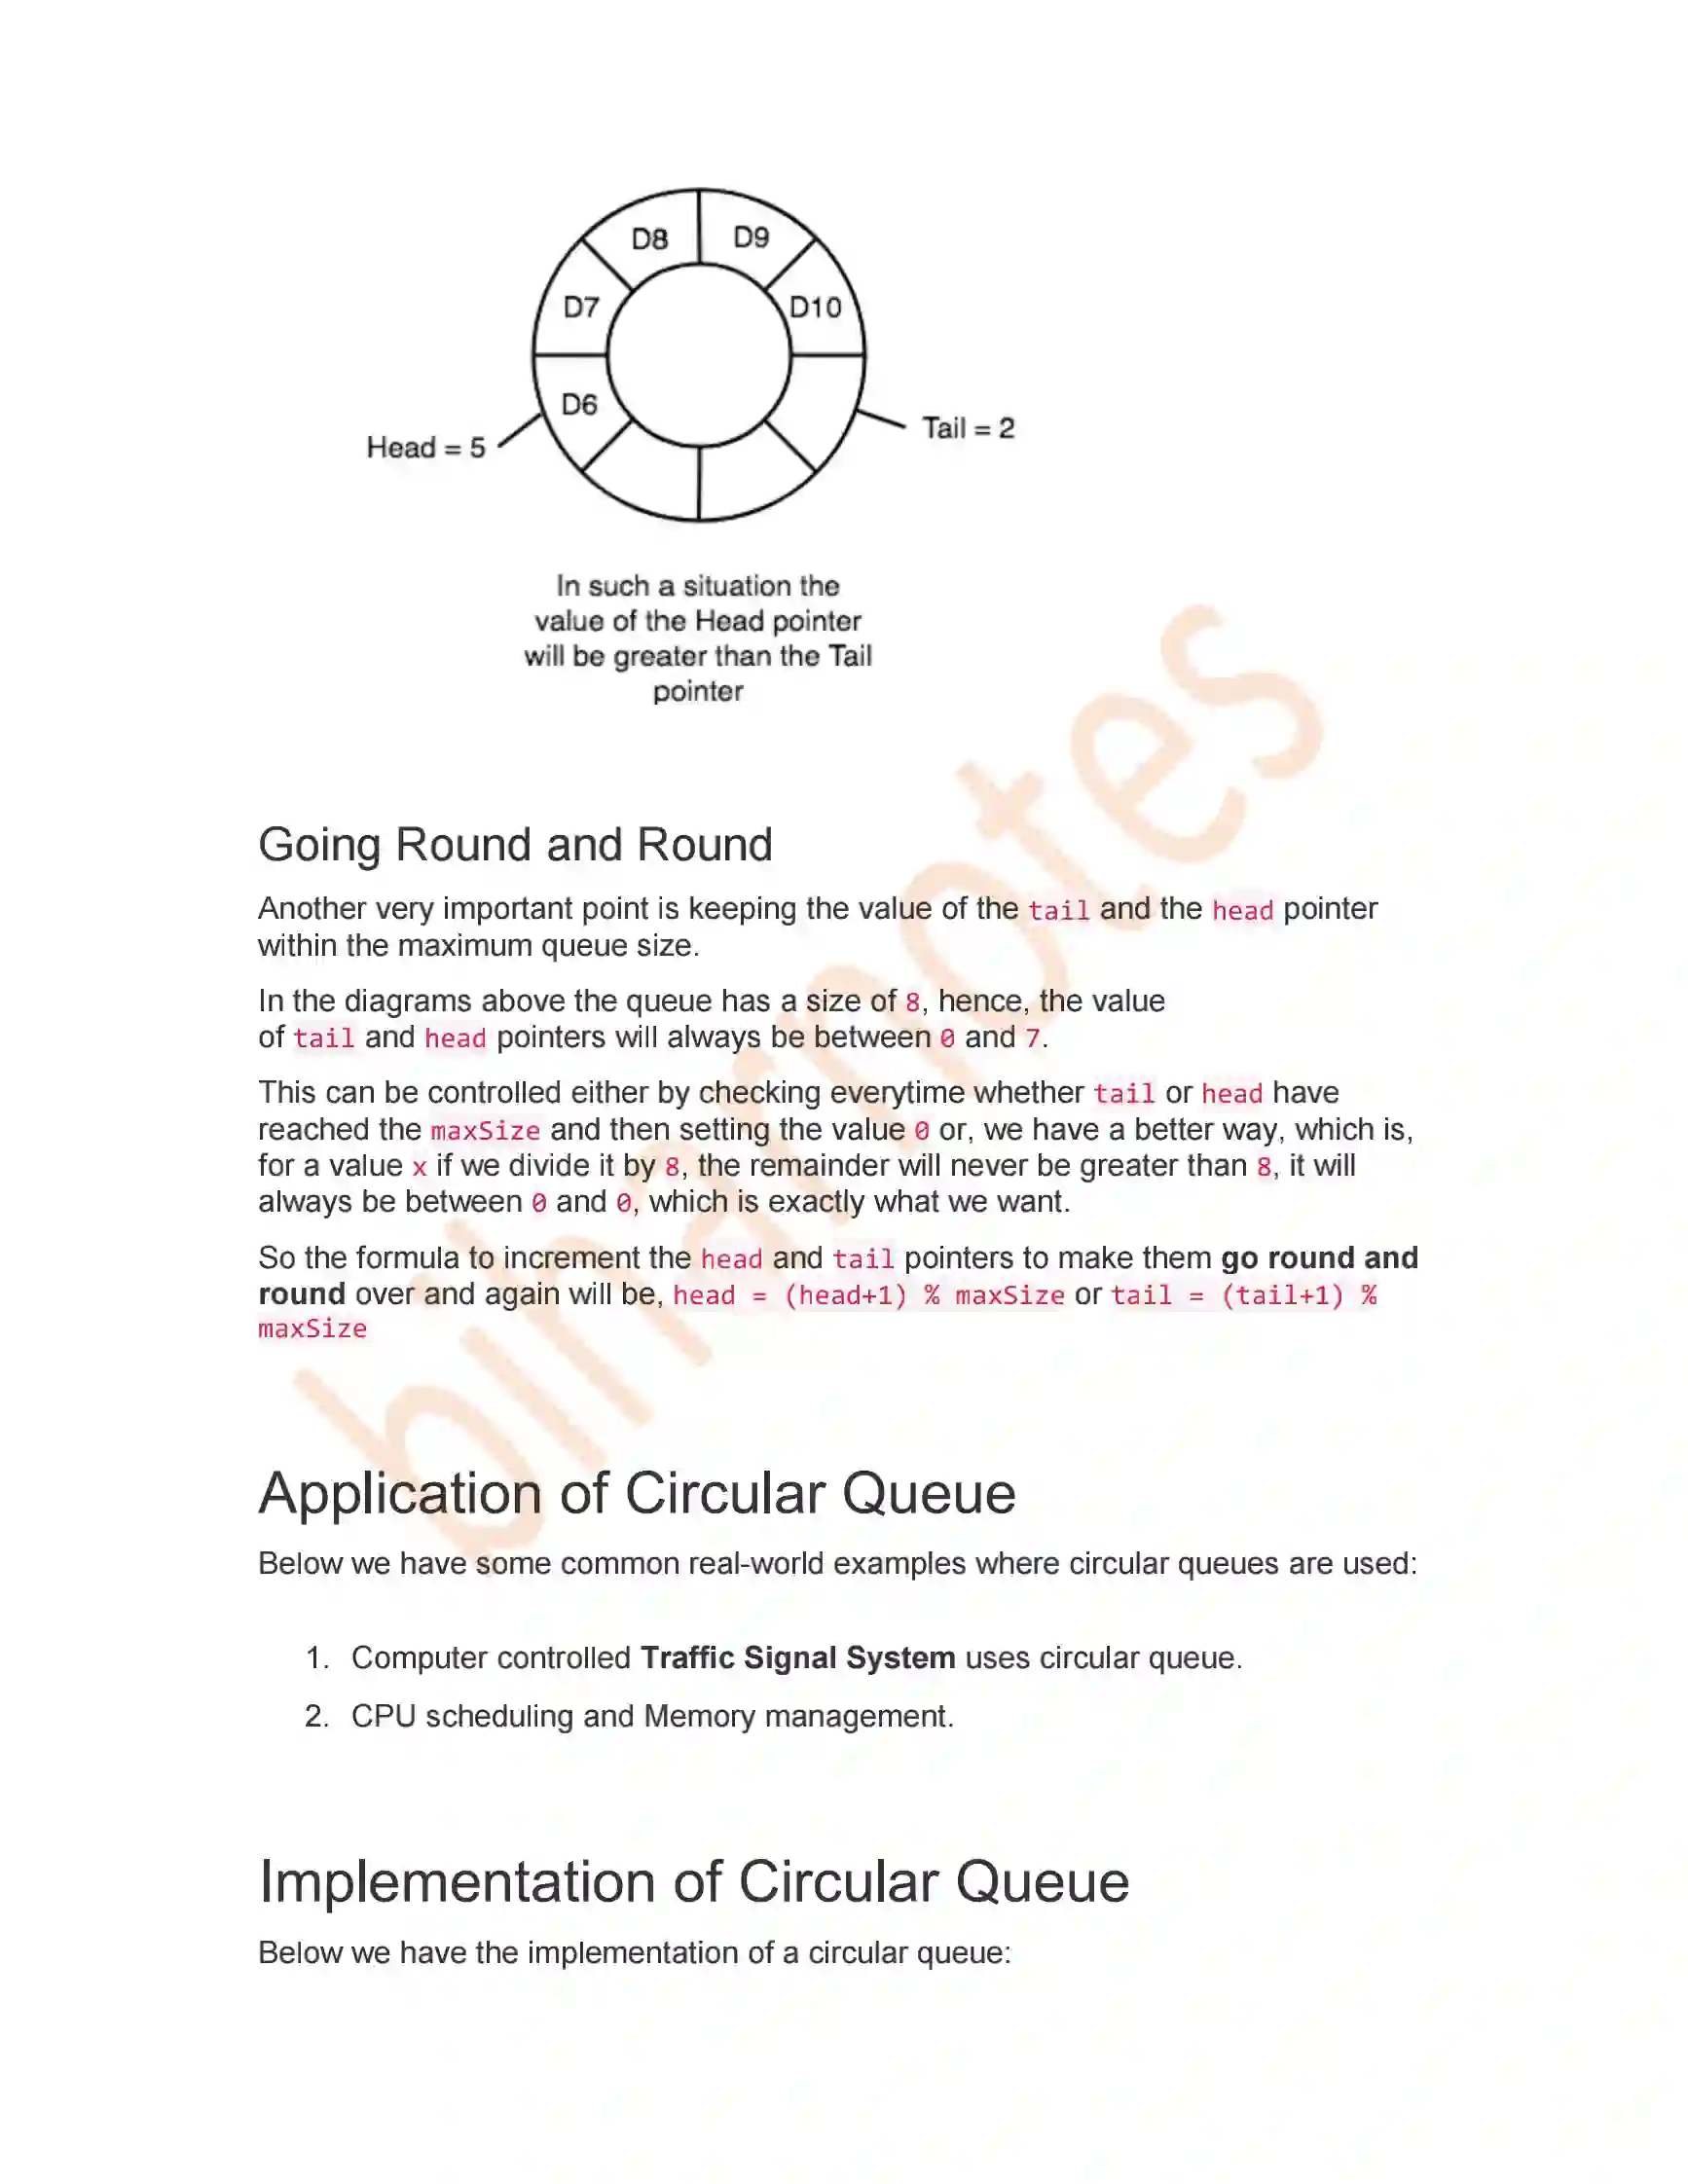 D8
D9
D7
D10
D6
Head = 5
Tail = 2
In such a situation the
value of the Head pointer
will be greater than the Tail
pointer
Going Round and Round
Another very important point is keeping the value of the tail and the head pointer
within the maximum queue size.
In the diagrams above the queue has a size of 8, hence, the value
of tail and head pointers will always be between 0 and 7.
This can be controlled either by checking everytime whether tail or head have
reached the maxSize and then setting the value 0 or, we have a better way, which is,
for a value x if we divide it by 8, the remainder will never be greater than 8, it will
always be between 0 and 0, which is exactly what we want.
So the formula to increment the head and tail pointers to make them go round and
round over and again will be, head = (head+1) % maxSize or tail = (tail+1) %
maxSize
Application of Circular Queue
Below we have some common real-world examples where circular queues are used:
1. Computer controlled Traffic Signal System uses circular queue.
2. CPU scheduling and Memory management.
Implementation of Circular Queue
Below we have the implementation of a circular queue:
biharnotes